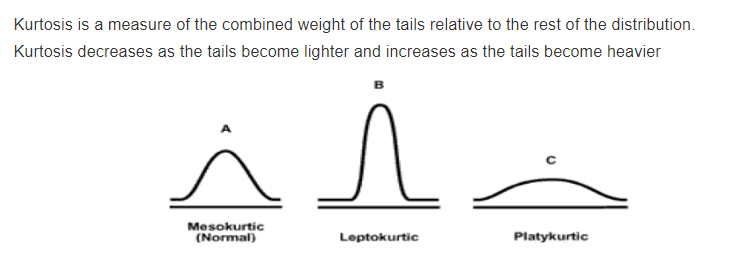 Kurtosis is a measure of the combined weight of the tails relative to the rest of the distribution.
Kurtosis decreases as the tails become lighter and increases as the tails become heavier
B
A
C
Mesokurtic
(Normal)
Leptokurtic
Platykurtic